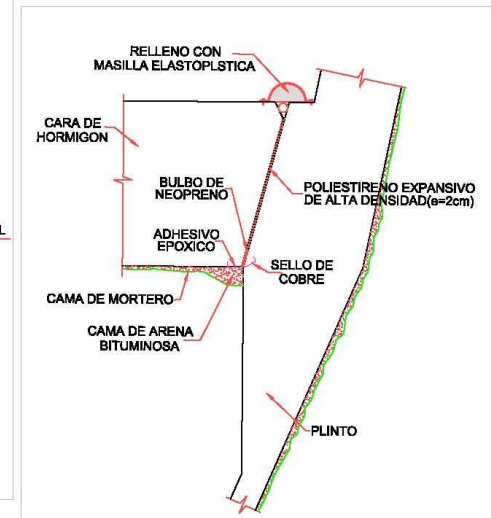 RELLENO CON
MASILLA ELASTOPLSTICA
CARA DE
HORMIGON
BULBO DE
NEOPRENO
POLIESTIRENO EXPANSIVO
DE ALTA DENSIDAD(e=2cm)
L
ADHESIVO
EPOXICO
SELLO DE
COBRE
CAMA DE MORTERO
CAMA DE ARENA
BITUMINOSA
PLINTO